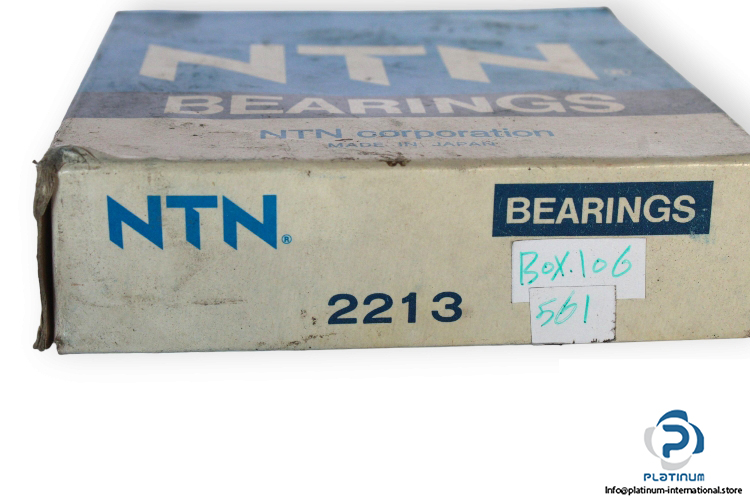 NTN
BEARINGS
NTN corporation
MADE IN JAPAN
NTN®
BEARINGS
BOX.106
2213
561
PLATINUM
Info@platinum-international.store